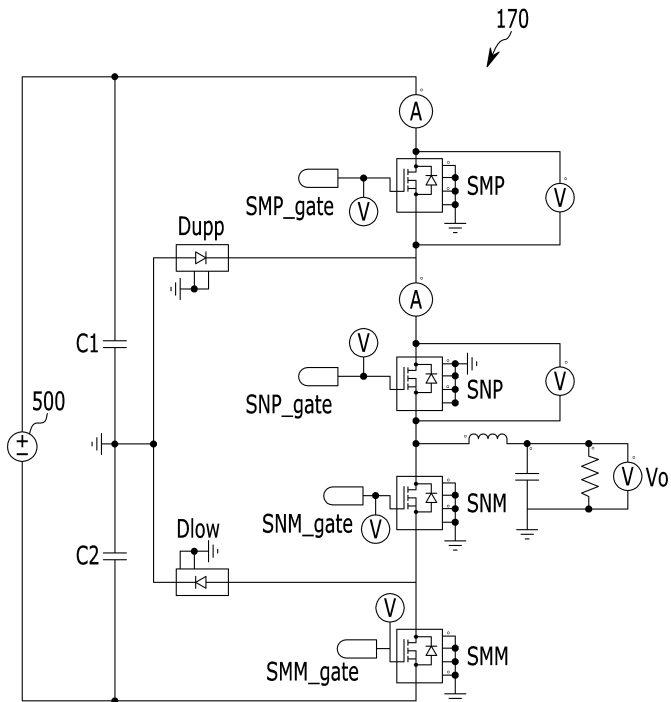 170
A
SMP
V
SMP_gate
V
Dupp
A
C1
V
SNP
V
SNP_gate
500
V
Vo
SNM
SNM_gate
V
Dlow
C2
V
SMM
SMM_gate